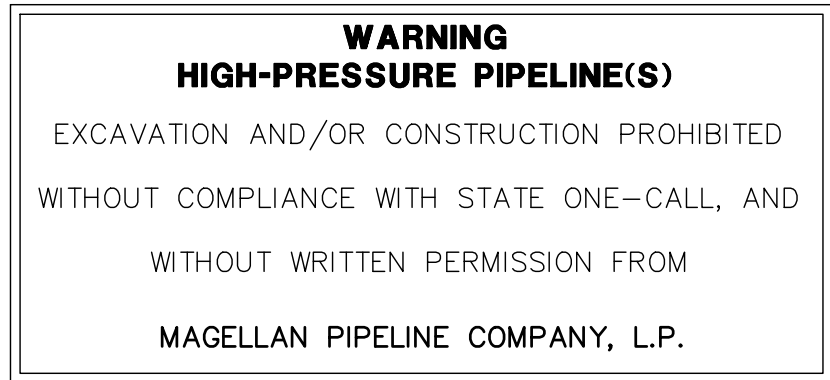 WARNING
HIGH-PRESSURE PIPELINE(S)
EXCAVATION AND/OR CONSTRUCTION PROHIBITED
WITHOUT COMPLIANCE WITH STATE ONE-CALL, AND
WITHOUT WRITTEN PERMISSION FROM
MAGELLAN PIPELINE COMPANY, L.P.